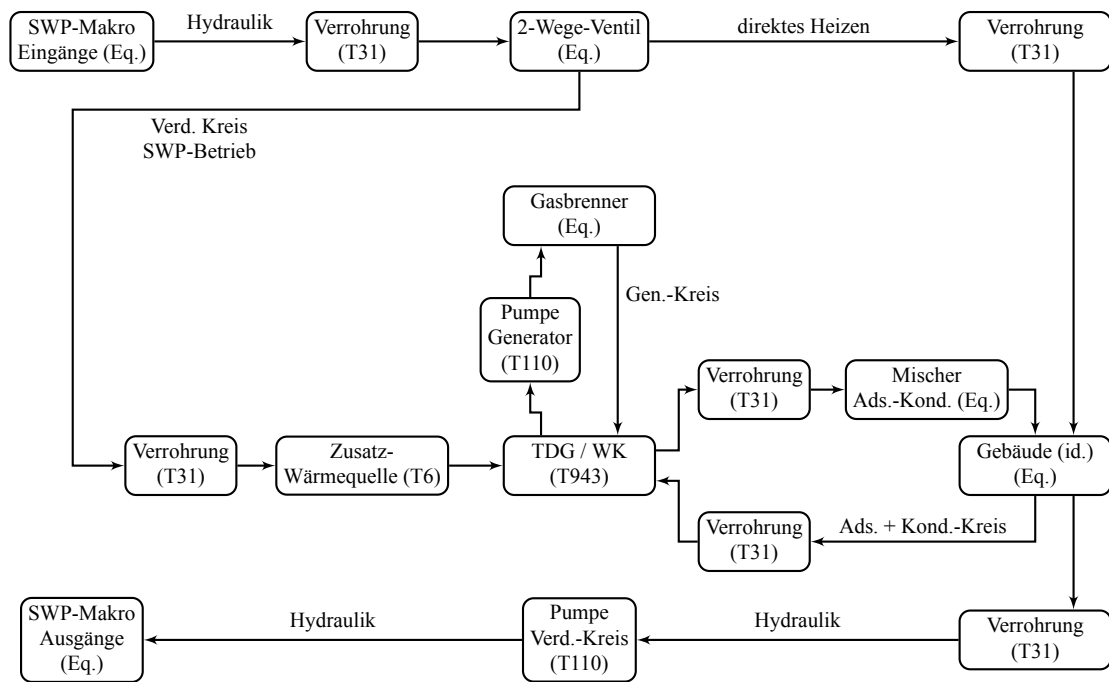 SWP-Makro
Eingänge (Eq.)
Hydraulik
Verrohrung
(T31)
2-Wege-Ventil
(Eq.)
direktes Heizen
Verrohrung
(T31)
Verd. Kreis
SWP-Betrieb
Gasbrenner
(Eq.)
Gen.-Kreis
Pumpe
Generator
(T110)
Verrohrung
(T31)
Mischer
Ads.-Kond. (Eq.)
Verrohrung
(T31)
Zusatz-
Wärmequelle (T6)
TDG / WK
(T943)
Gebäude (id.)
(Eq.)
Verrohrung
(T31)
Ads. + Kond.-Kreis
SWP-Makro
Ausgänge
(Eq.)
Hydraulik
Pumpe
Verd.-Kreis
(T110)
Hydraulik
Verrohrung
(T31)